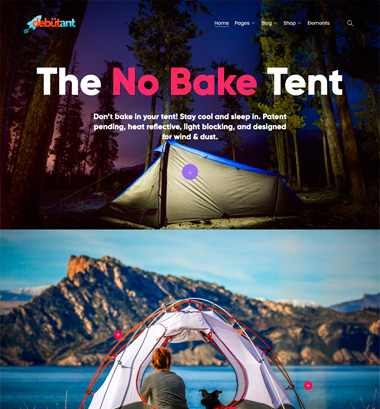 debütant
Home Pages Blog Shop Elements
The No Bake Tent
Don't bake in your tent! Stay cool and sleep in. Patent
pending, heat reflective, light blocking, and designed
for wind & dust.